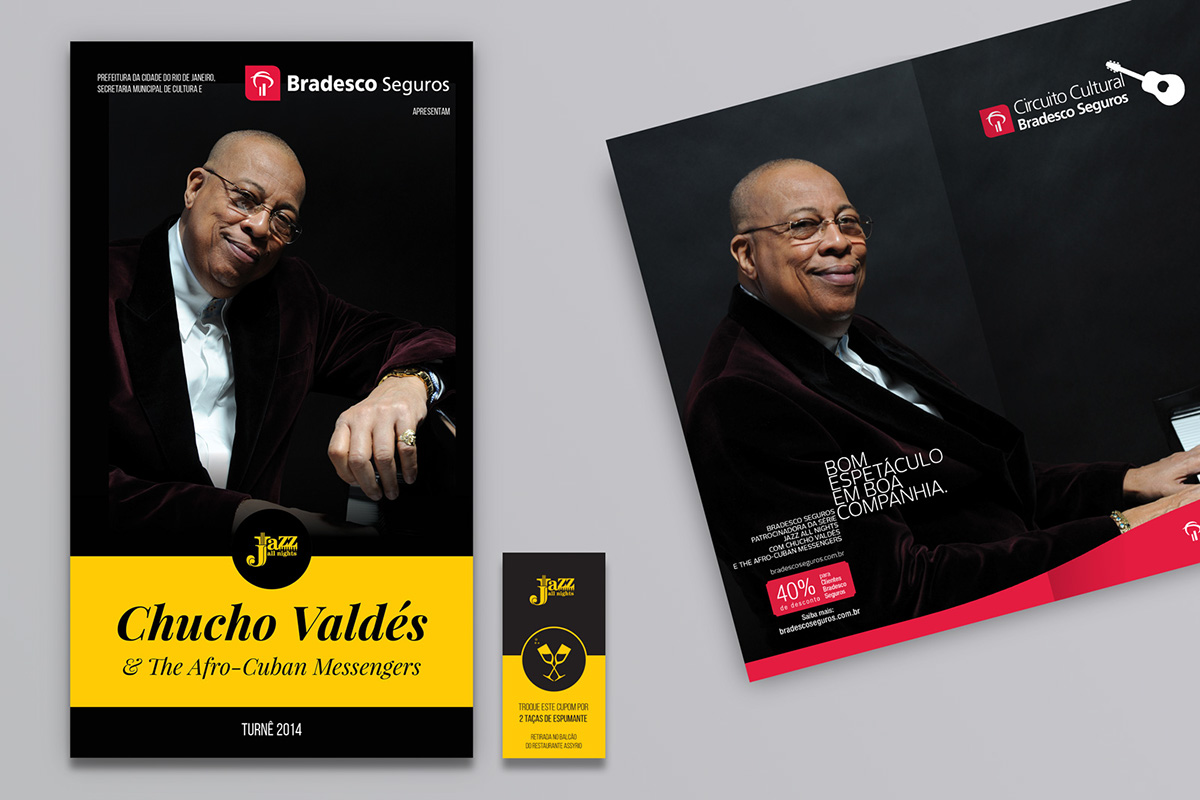 PREFEITURA DA CIDADE DO RIO DE JANEIRO,
SECRETARIA MUNICIPAL DE CULTURA E
Bradesco Seguros
APRESENTAM
Jazz
all nights
Chucho Valdés
& The Afro-Cuban Messengers
TURNÊ 2014
Jazz
all nights
TROQUE ESTE CUPOM POR
2 TAÇAS DE ESPUMANTE
RETIRADA NO BALCÃO
DO RESTAURANTE ASSYRIO
Circuito Cultural
Bradesco Seguros
BOM
ESPETÁCULO
EM BOA
COMPANHIA.
BRADESCO SEGUROS
PATROCINADORA DA SÉRIE
JAZZ ALL NIGHTS
COM CHUCHO VALDÉS
E THE AFRO-CUBAN MESSENGERS
bradescoseguros.com.br
40%
de desconto
para
Clientes
Bradesco
Seguros
Saiba mais:
bradescoseguros.com.br